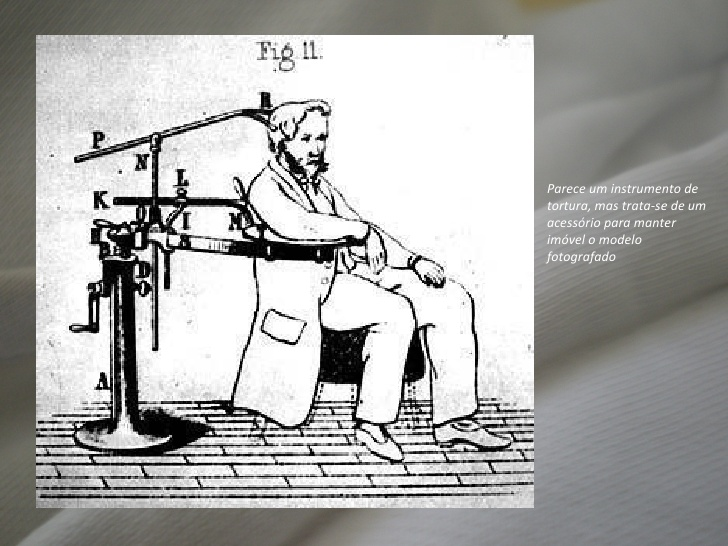 Fig 11.
R
P
N
L
K
M
I
D
A
Parece um instrumento de
tortura, mas trata-se de um
acessório para manter
imóvel o modelo
fotografado